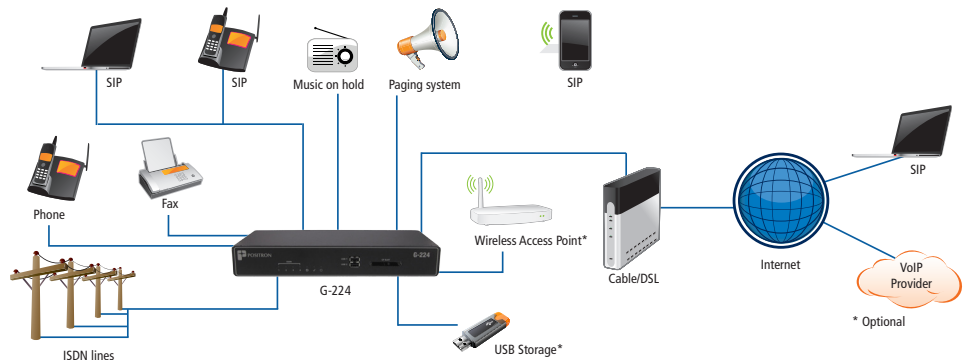 SIP
SIP
Music on hold
Paging system
SIP
SIP
Phone
Fax
Wireless Access Point*
PONTRON
G-224
G-224
Cable/DSL
Internet
VoIP
Provider
* Optional
USB Storage*
ISDN lines